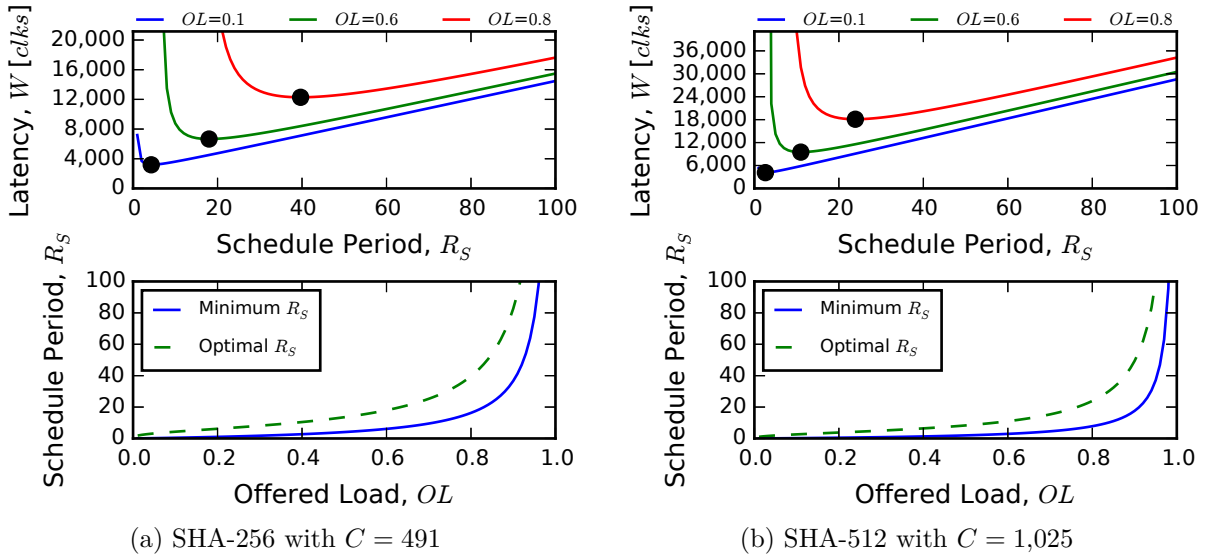 OL=0.1 OL=0.6 OL=0.8
Latency, W [clks]
20,000
16,000
12,000
8,000
4,000
0
0 20 40 60 80 100
Schedule Period, R_S
Schedule Period, R_S
100
80
60
40
20
0
Minimum R_S
Optimal R_S
0.0 0.2 0.4 0.6 0.8 1.0
Offered Load, OL
(a) SHA-256 with C = 491
OL=0.1 OL=0.6 OL=0.8
Latency, W [clks]
36,000
30,000
24,000
18,000
12,000
6,000
0
0 20 40 60 80 100
Schedule Period, R_S
Schedule Period, R_S
100
80
60
40
20
0
Minimum R_S
Optimal R_S
0.0 0.2 0.4 0.6 0.8 1.0
Offered Load, OL
(b) SHA-512 with C = 1,025